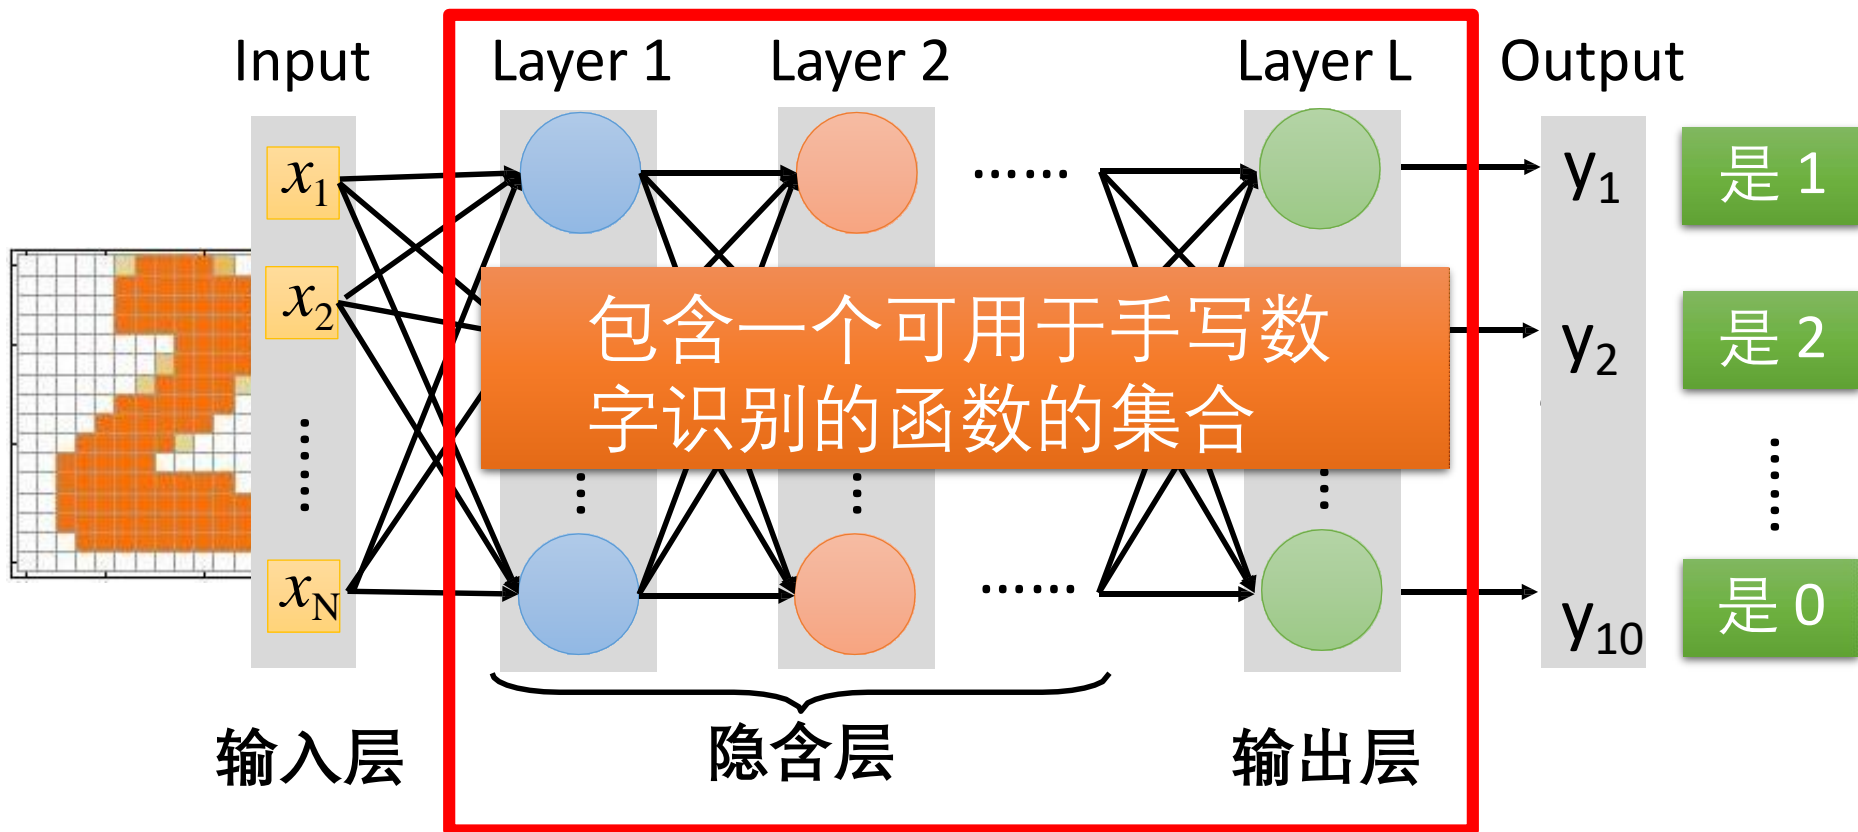 Input
Layer 1
Layer 2
Layer L
Output
x₁
x₂
……
x_N
……
……
包含一个可用于手写数
字识别的函数的集合
y₁
y₂
y₁₀
是 1
是 2
……
是 0
输入层
隐含层
输出层